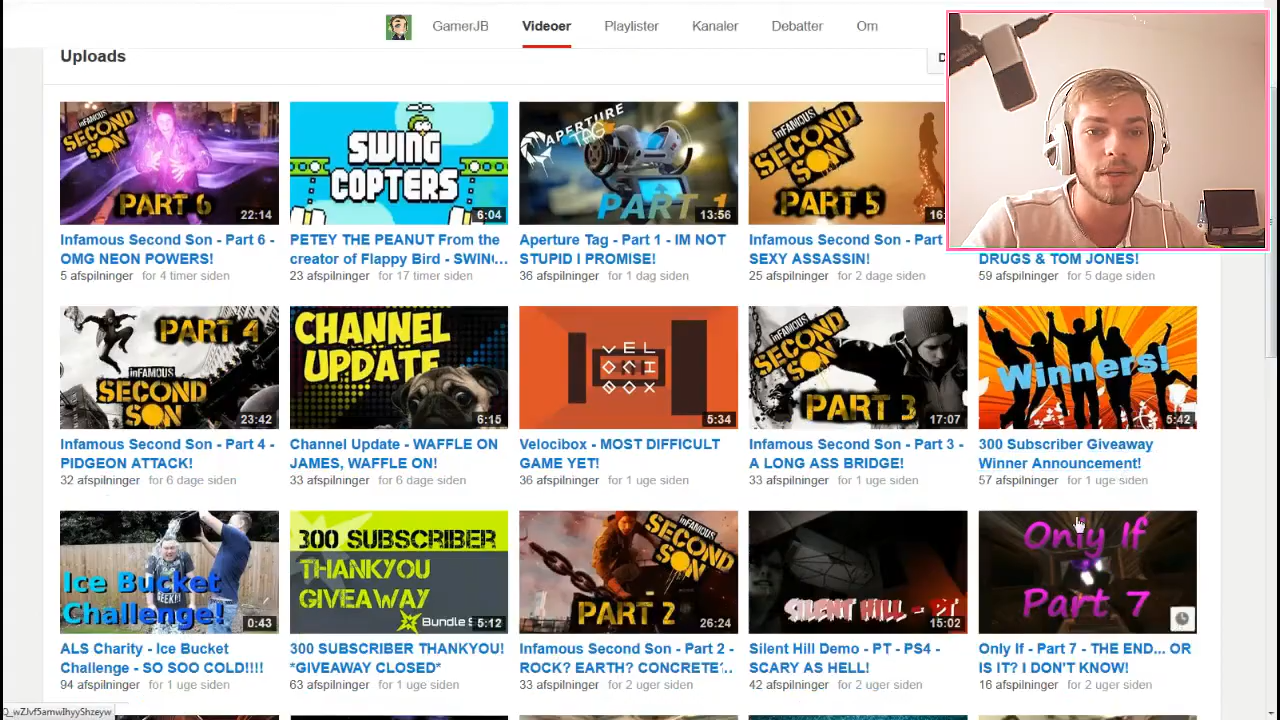 GamerJB Videoer Playlister Kanaler Debatter Om
Uploads
inFAMOUS
SECOND
SON
PART 6
22:14
SWING
COPTERS
6:04
APERTURE
TAG
PART 1
13:56
inFAMOUS
SECOND
SON
PART 5
16:
Infamous Second Son - Part 6 -
OMG NEON POWERS!
5 afspilninger for 4 timer siden
PETEY THE PEANUT From the
creator of Flappy Bird - SWIN...
23 afspilninger for 17 timer siden
Aperture Tag - Part 1 - IM NOT
STUPID I PROMISE!
36 afspilninger for 1 dag siden
Infamous Second Son - Part
SEXY ASSASSIN!
25 afspilninger for 2 dage siden
DRUGS & TOM JONES!
59 afspilninger for 5 dage siden
PART 4
inFAMOUS
SECOND
SON
23:42
CHANNEL
UPDATE
6:15
VEL
OCI
BOX
5:34
inFAMOUS
SECOND
SON
PART 3
17:07
Winners!
5:42
Infamous Second Son - Part 4 -
PIDGEON ATTACK!
32 afspilninger for 6 dage siden
Channel Update - WAFFLE ON
JAMES, WAFFLE ON!
33 afspilninger for 6 dage siden
Velocibox - MOST DIFFICULT
GAME YET!
36 afspilninger for 1 uge siden
Infamous Second Son - Part 3 -
A LONG ASS BRIDGE!
33 afspilninger for 1 uge siden
300 Subscriber Giveaway
Winner Announcement!
57 afspilninger for 1 uge siden
Ice Bucket
Challenge!
0:43
300 SUBSCRIBER
THANKYOU
GIVEAWAY
Bundle S
5:12
inFAMOUS
SECOND
SON
PART 2
26:24
SILENT HILL - PT
15:02
Only If
Part 7
ALS Charity - Ice Bucket
Challenge - SO SOO COLD!!!!
94 afspilninger for 1 uge siden
300 SUBSCRIBER THANKYOU!
*GIVEAWAY CLOSED*
63 afspilninger for 1 uge siden
Infamous Second Son - Part 2 -
ROCK? EARTH? CONCRETE?...
33 afspilninger for 2 uger siden
Silent Hill Demo - PT - PS4 -
SCARY AS HELL!
42 afspilninger for 2 uger siden
Only If - Part 7 - THE END... OR
IS IT? I DON'T KNOW!
16 afspilninger for 2 uger siden